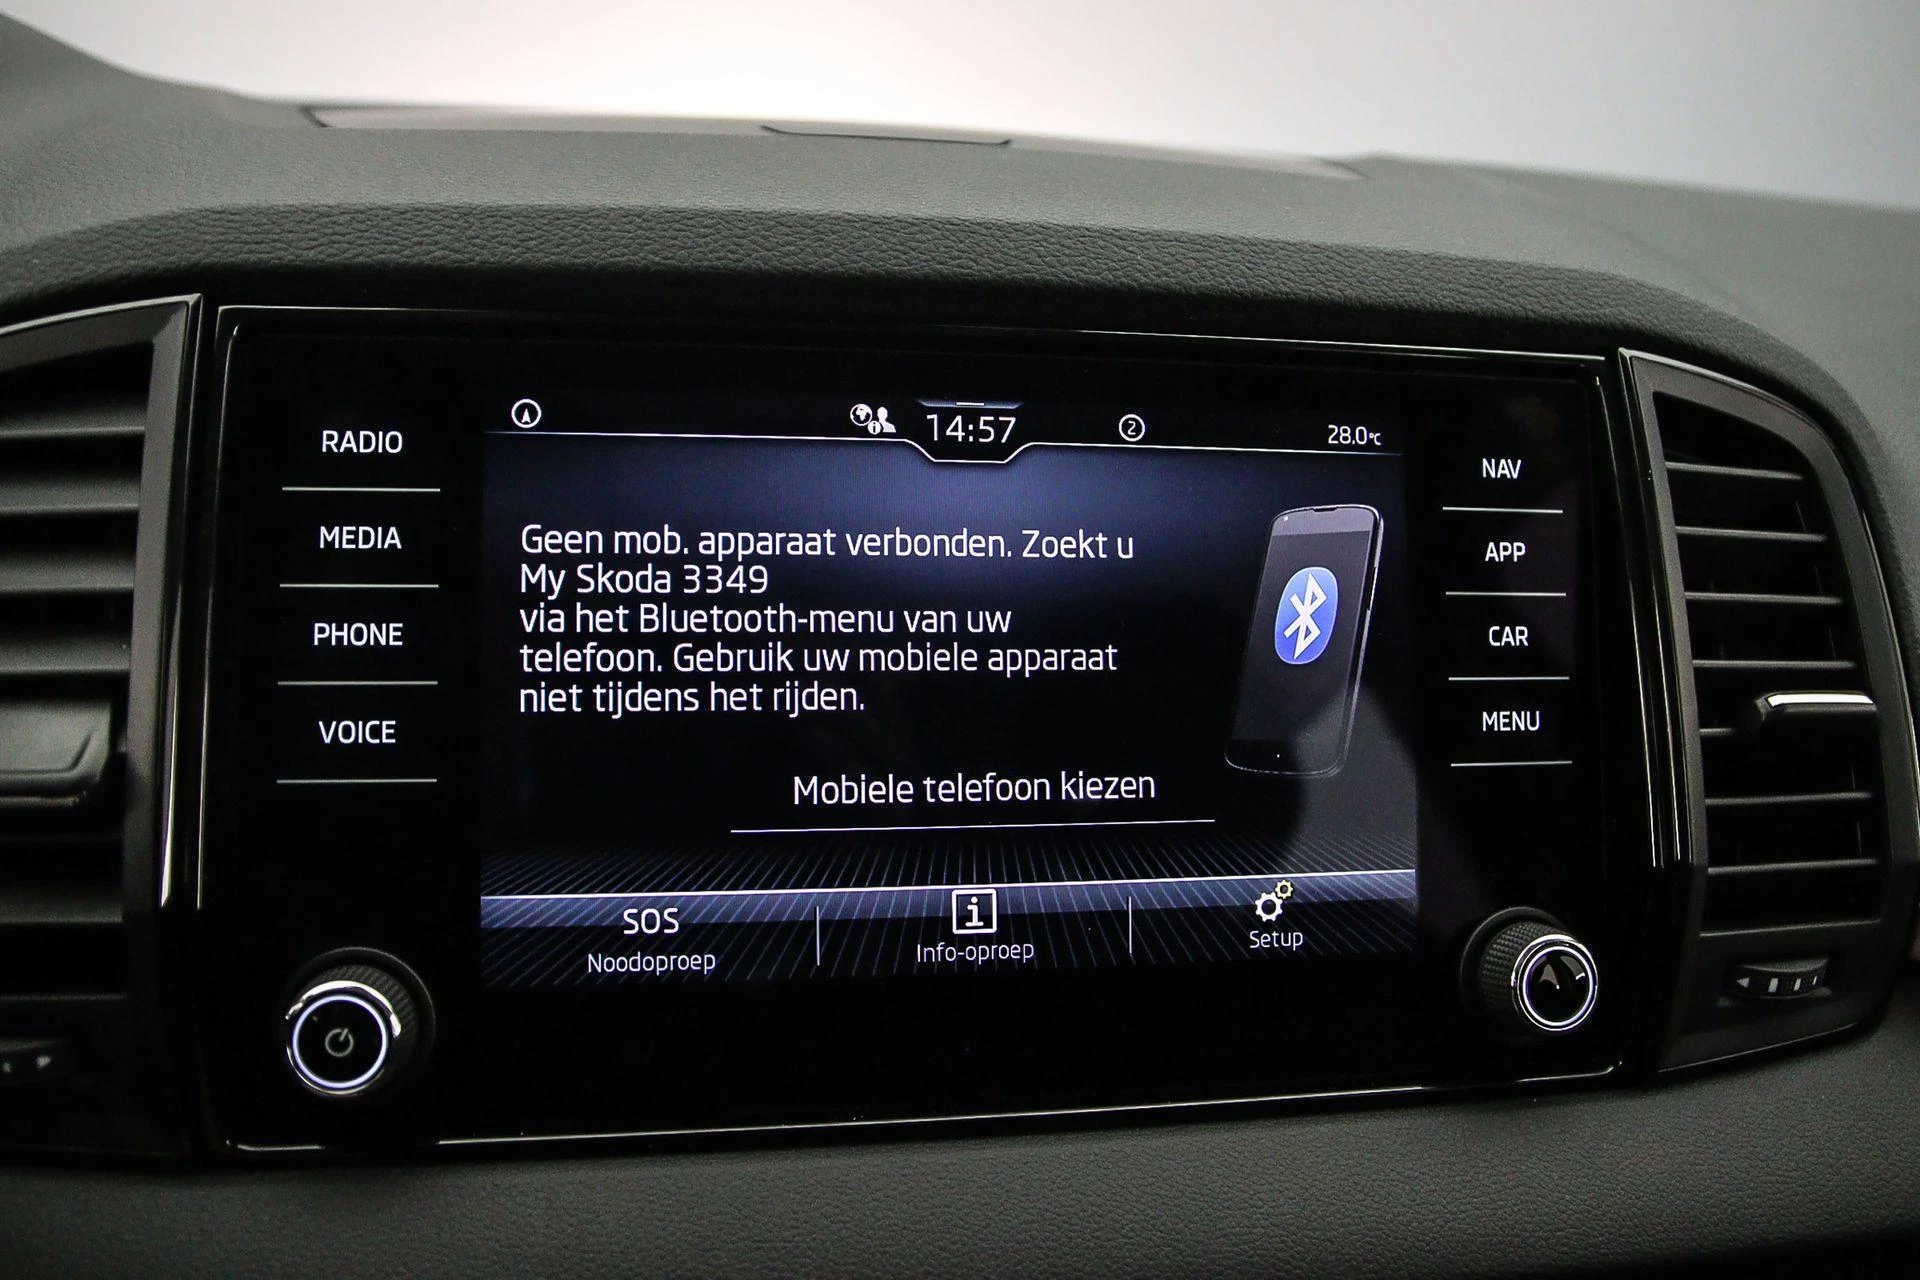 14:57
2
28.0°C
RADIO
MEDIA
PHONE
VOICE
Geen mob. apparaat verbonden. Zoekt u
My Skoda 3349
via het Bluetooth-menu van uw
telefoon. Gebruik uw mobiele apparaat
niet tijdens het rijden.
Mobiele telefoon kiezen
SOS
Noodoproep
i
Info-oproep
Setup
NAV
APP
CAR
MENU